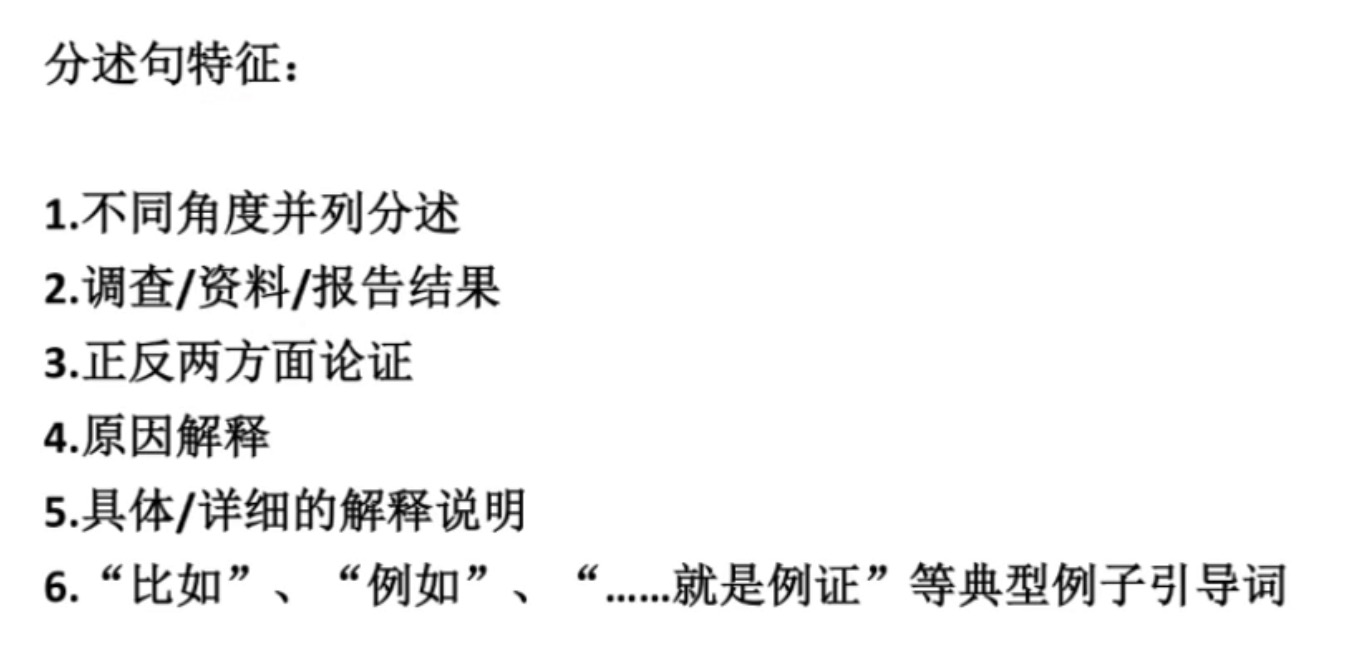 分述句特征：
1.不同角度并列分述
2.调查/资料/报告结果
3.正反两方面论证
4.原因解释
5.具体/详细的解释说明
6.“比如”、“例如”、“……就是例证”等典型例子引导词